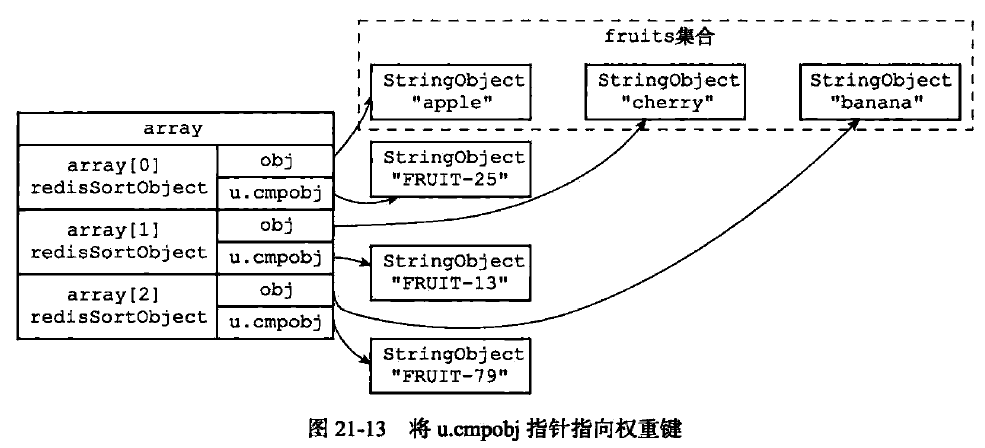 fruits集合
StringObject
"apple"
StringObject
"cherry"
StringObject
"banana"
array
array[0]
redisSortObject
obj
u.cmpobj
array[1]
redisSortObject
obj
u.cmpobj
array[2]
redisSortObject
obj
u.cmpobj
StringObject
"FRUIT-25"
StringObject
"FRUIT-13"
StringObject
"FRUIT-79"
图 21-13 将 u.cmpobj 指针指向权重键